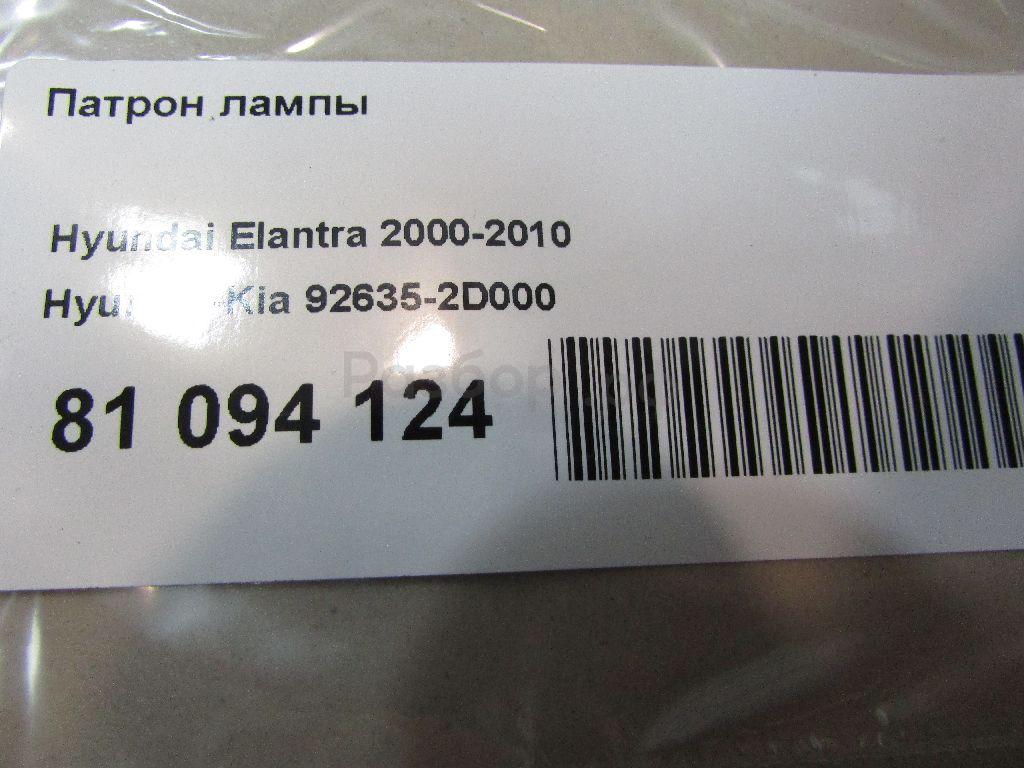 Патрон лампы
Hyundai Elantra 2000-2010
Kia 92635-2D000
81 094 124